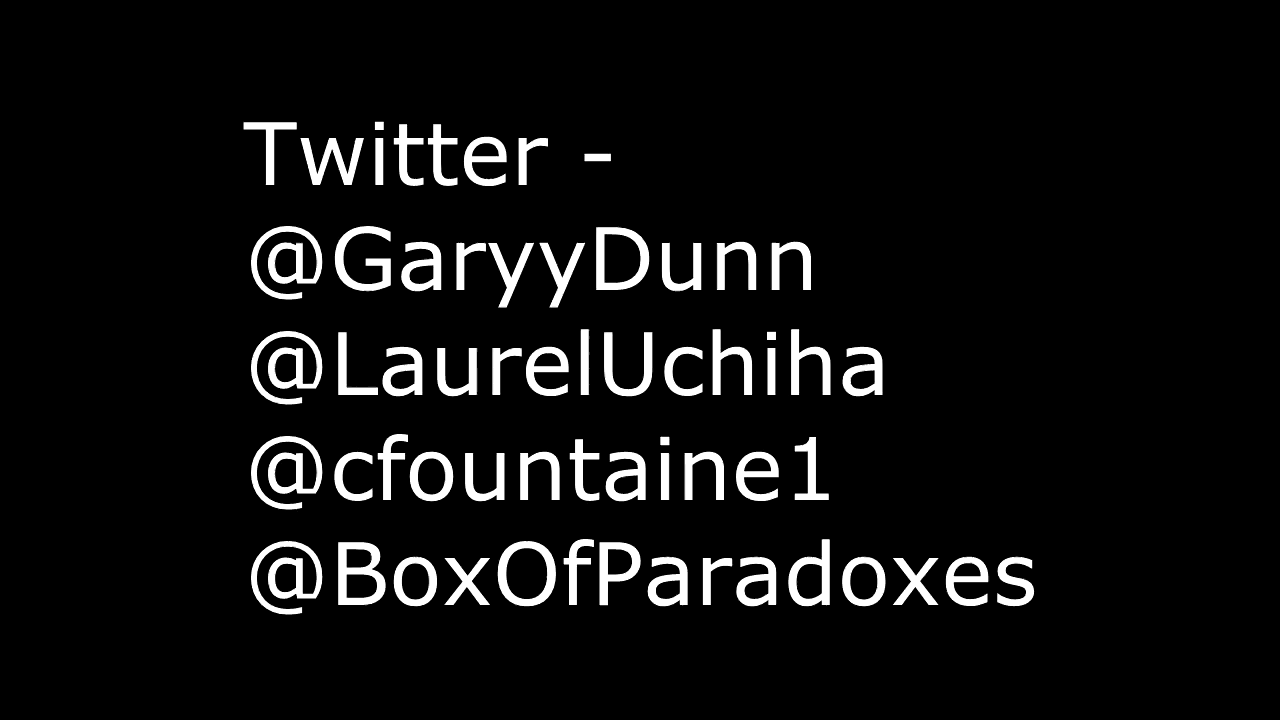 Twitter -
@GaryyDunn
@LaurelUchiha
@cfountaine1
@BoxOfParadoxes